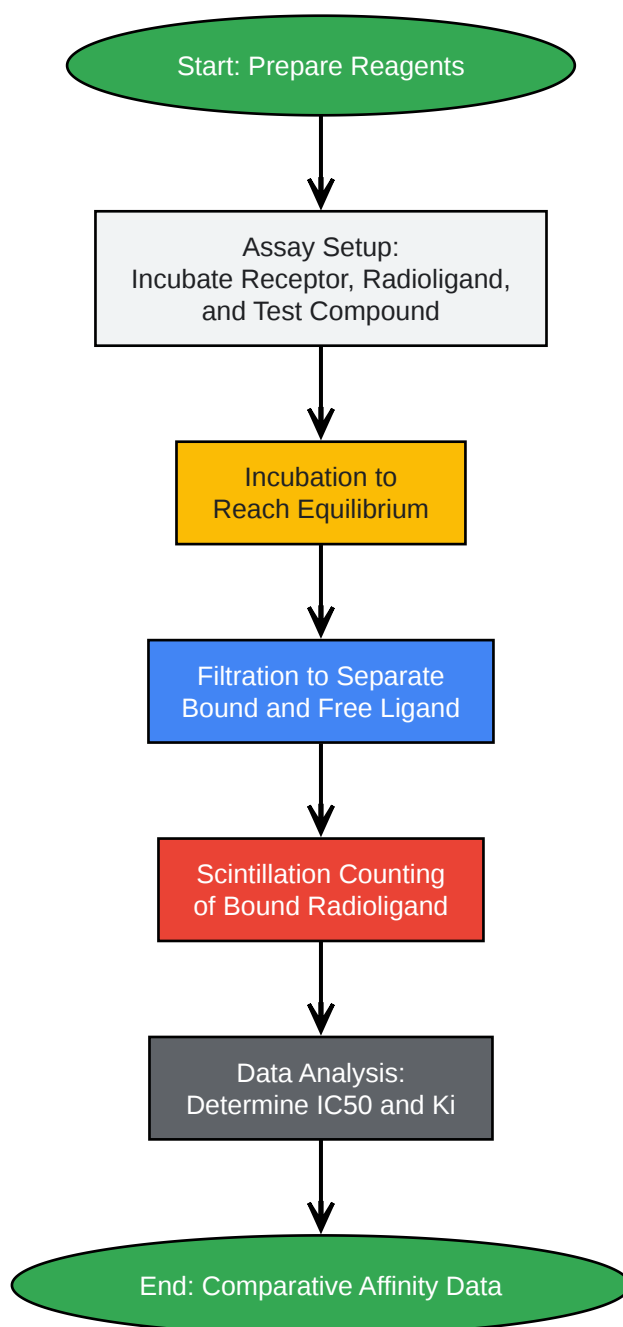 Start: Prepare Reagents
Assay Setup:
Incubate Receptor, Radioligand,
and Test Compound
Incubation to
Reach Equilibrium
Filtration to Separate
Bound and Free Ligand
Scintillation Counting
of Bound Radioligand
Data Analysis:
Determine IC50 and Ki
End: Comparative Affinity Data